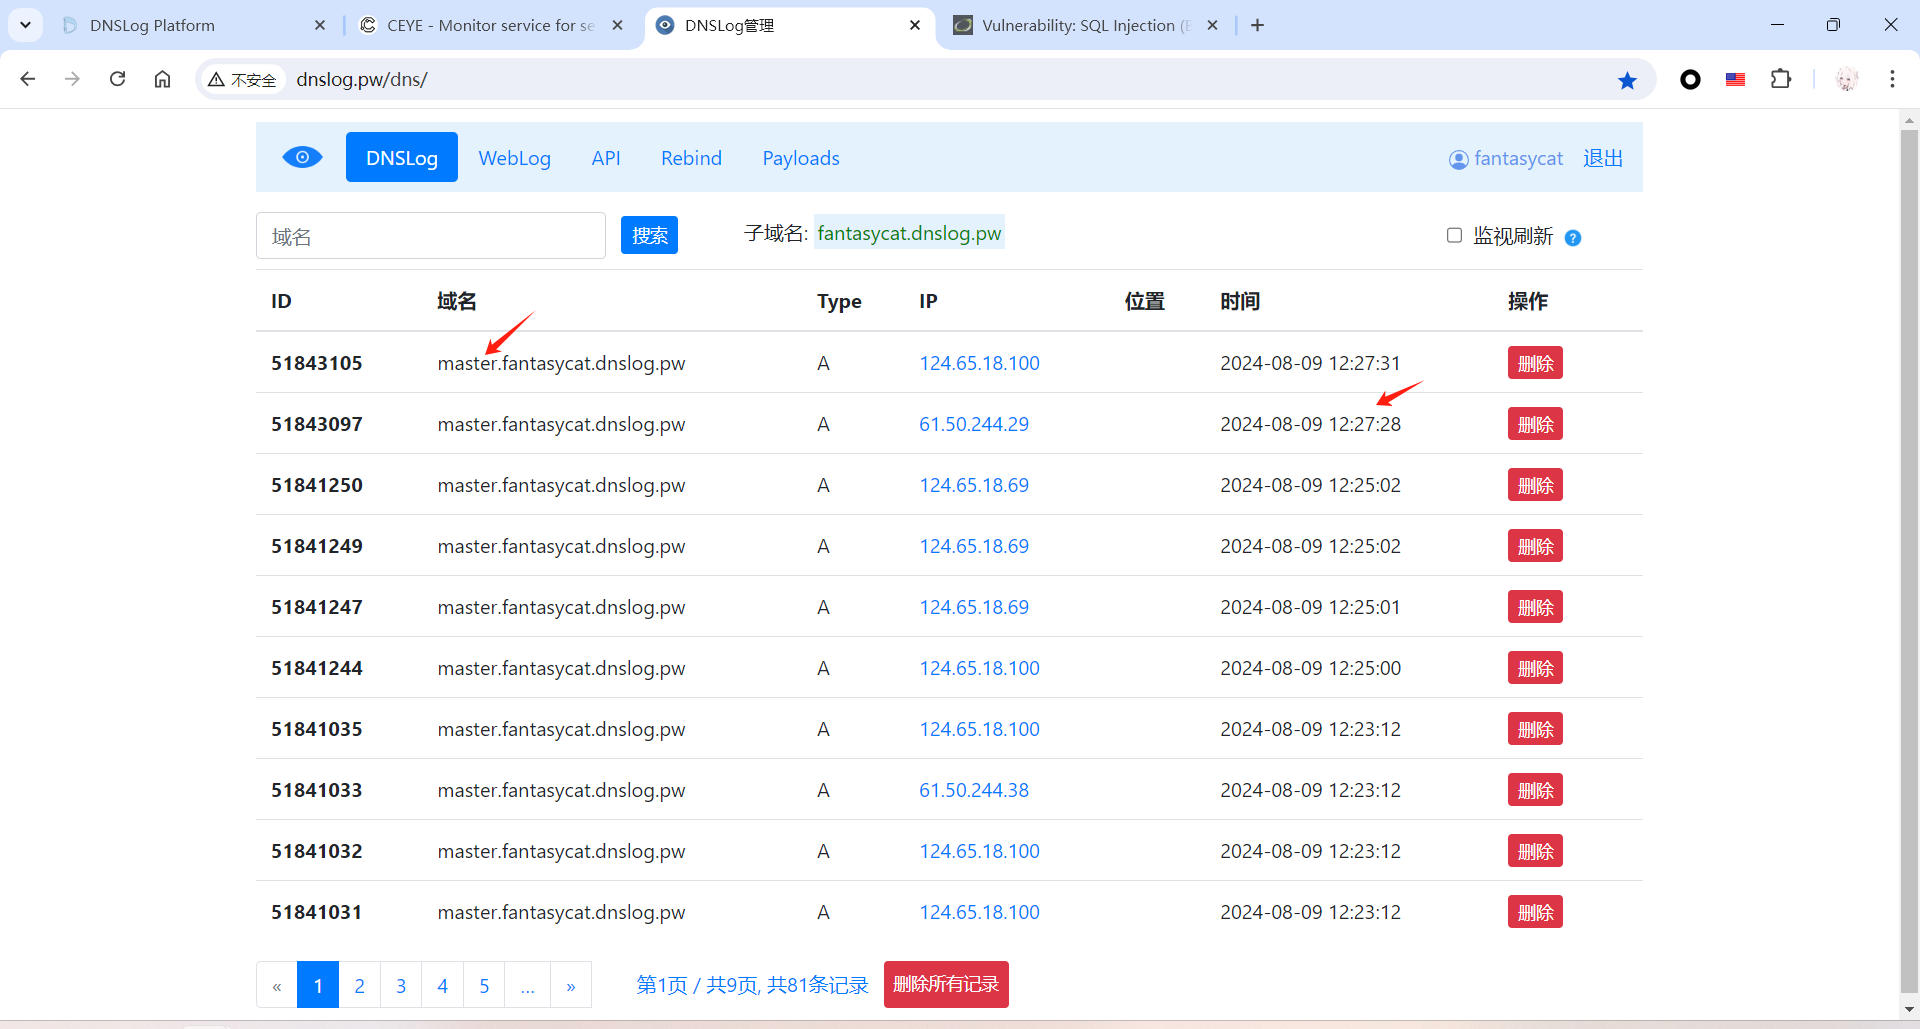 DNSLog Platform
CEYE - Monitor service for se
DNSLog管理
Vulnerability: SQL Injection (
不安全 dnslog.pw/dns/
DNSLog WebLog API Rebind Payloads fantasycat 退出
域名 搜索 子域名: fantasycat.dnslog.pw 监视刷新 ?
ID 域名 Type IP 位置 时间 操作
51843105 master.fantasycat.dnslog.pw A 124.65.18.100 2024-08-09 12:27:31 删除
51843097 master.fantasycat.dnslog.pw A 61.50.244.29 2024-08-09 12:27:28 删除
51841250 master.fantasycat.dnslog.pw A 124.65.18.69 2024-08-09 12:25:02 删除
51841249 master.fantasycat.dnslog.pw A 124.65.18.69 2024-08-09 12:25:02 删除
51841247 master.fantasycat.dnslog.pw A 124.65.18.69 2024-08-09 12:25:01 删除
51841244 master.fantasycat.dnslog.pw A 124.65.18.100 2024-08-09 12:25:00 删除
51841035 master.fantasycat.dnslog.pw A 124.65.18.100 2024-08-09 12:23:12 删除
51841033 master.fantasycat.dnslog.pw A 61.50.244.38 2024-08-09 12:23:12 删除
51841032 master.fantasycat.dnslog.pw A 124.65.18.100 2024-08-09 12:23:12 删除
51841031 master.fantasycat.dnslog.pw A 124.65.18.100 2024-08-09 12:23:12 删除
« 1 2 3 4 5 ... » 第1页 / 共9页, 共81条记录 删除所有记录